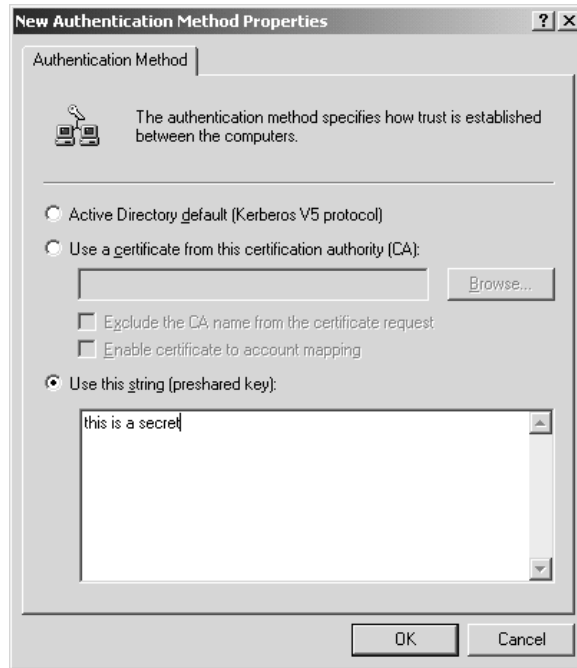 New Authentication Method Properties
Authentication Method
The authentication method specifies how trust is established
between the computers.
Active Directory default (Kerberos V5 protocol)
Use a certificate from this certification authority (CA):
Browse...
Exclude the CA name from the certificate request
Enable certificate to account mapping
Use this string (preshared key):
this is a secret
OK
Cancel